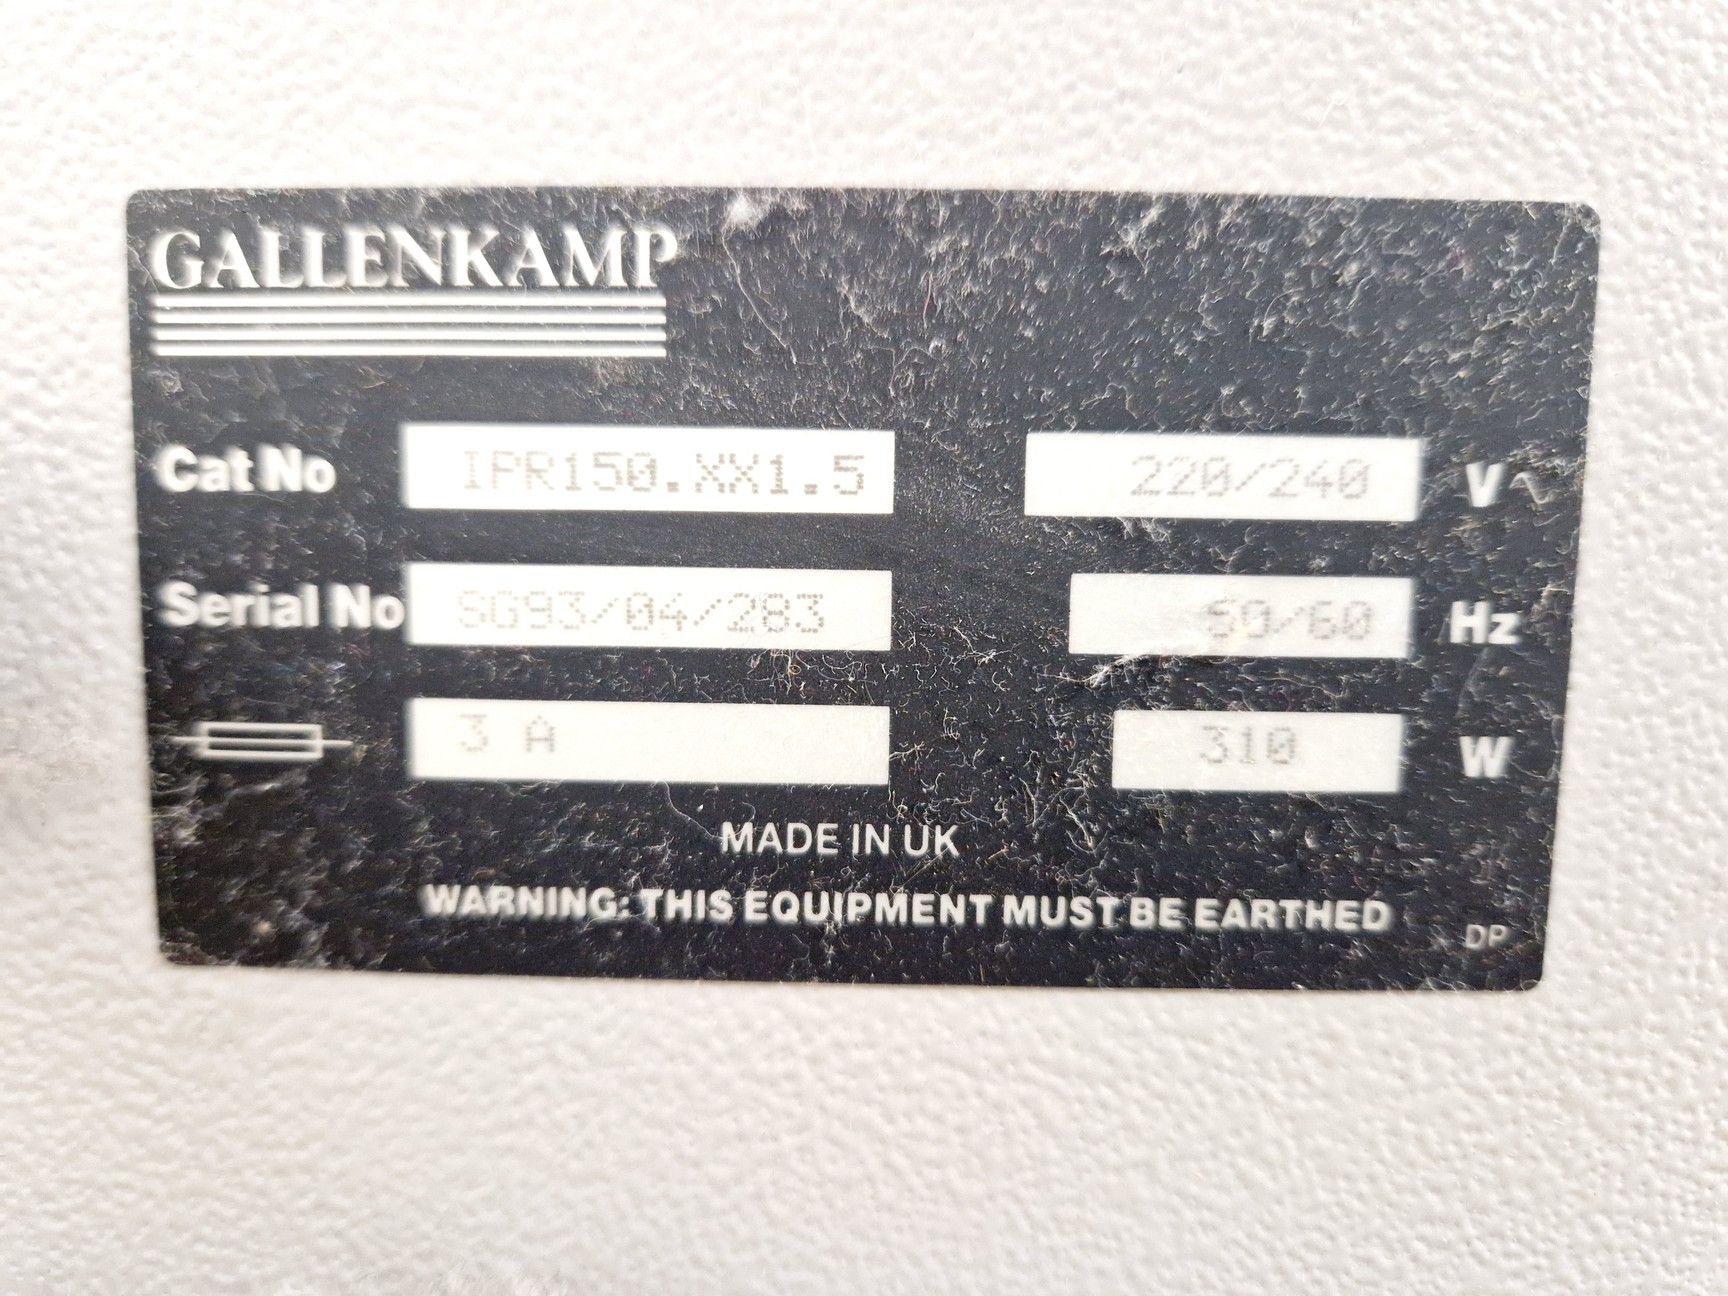 GALLENKAMP
Cat No IPR150.XX1.5 220/240 V~
Serial No SG93/04/283 50/60 Hz
3 A 310 W
MADE IN UK
WARNING: THIS EQUIPMENT MUST BE EARTHED
DP